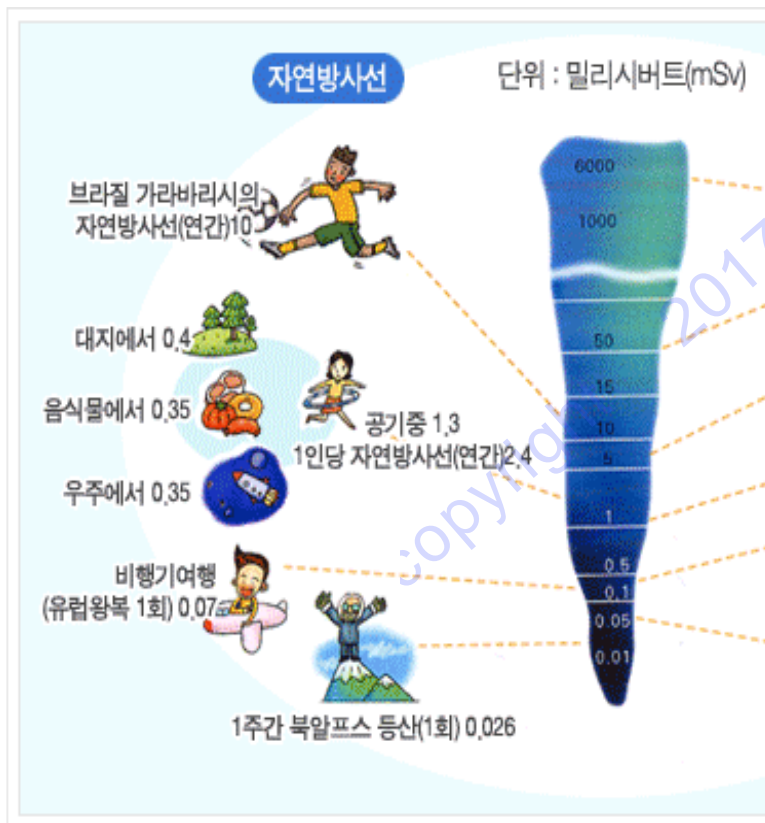 자연방사선
단위 : 밀리시버트(mSv)
브라질 가라바리시의
자연방사선(연간)10
대지에서 0.4
음식물에서 0.35
공기중 1.3
1인당 자연방사선(연간)2.4
우주에서 0.35
비행기여행
(유럽왕복 1회) 0.07
1주간 북알프스 등산(1회) 0.026
6000
1000
50
15
10
5
1
0.5
0.1
0.05
0.01
copyright 2017